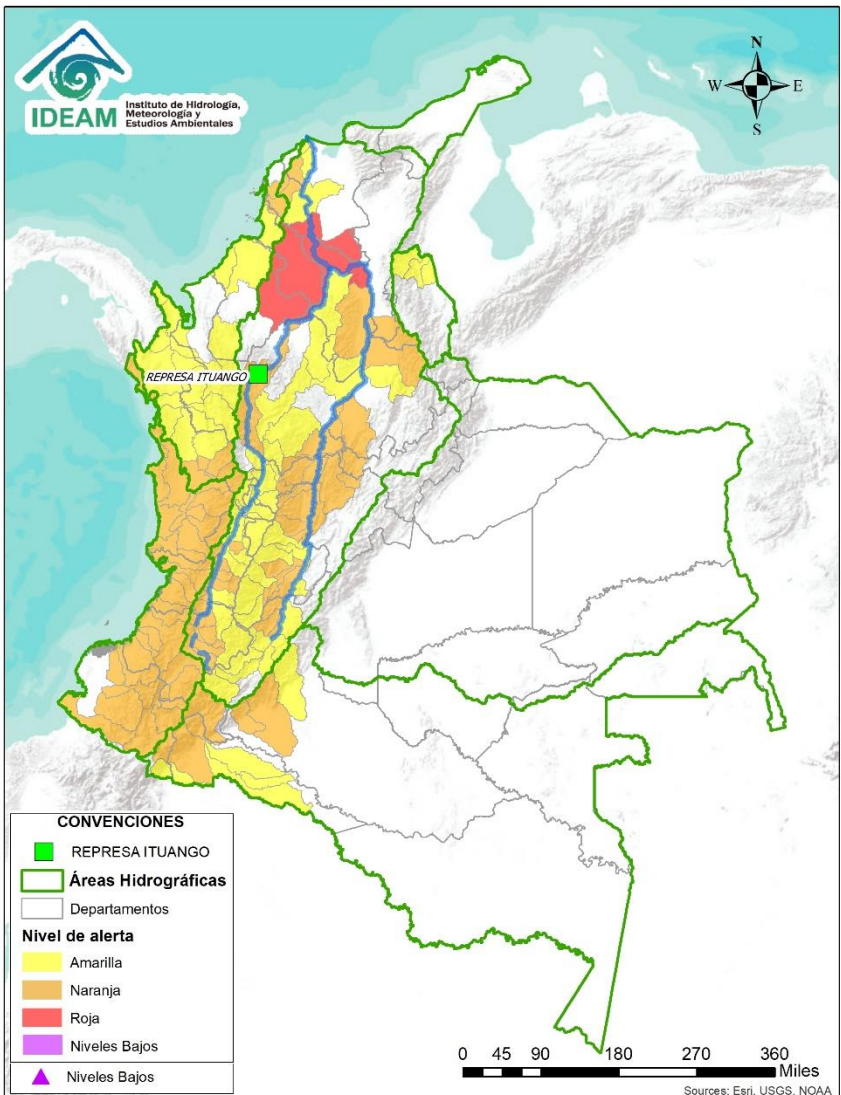 IDEAM
Instituto de Hidrología,
Meteorología y
Estudios Ambientales
N
W
E
S
REPRESA ITUANGO
CONVENCIONES
REPRESA ITUANGO
Áreas Hidrográficas
Departamentos
Nivel de alerta
Amarilla
Naranja
Roja
Niveles Bajos
Niveles Bajos
0 45 90 180 270 360
Miles
Sources: Esri, USGS, NOAA